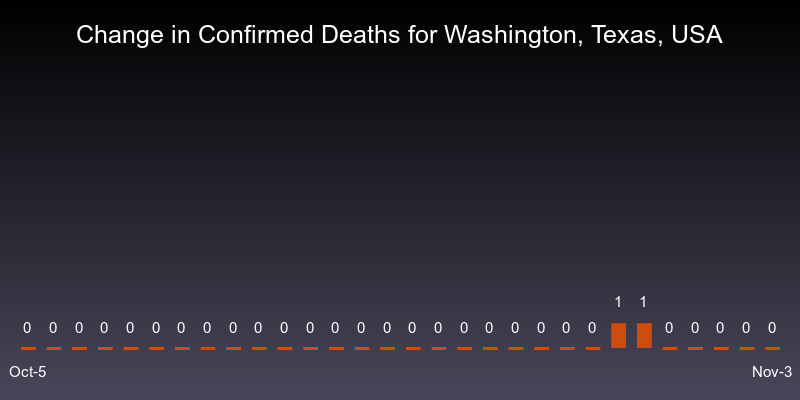 Change in Confirmed Deaths for Washington, Texas, USA
1 1
0 0 0 0 0 0 0 0 0 0 0 0 0 0 0 0 0 0 0 0 0 0 0 0 0 0 0 0
Oct-5 Nov-3